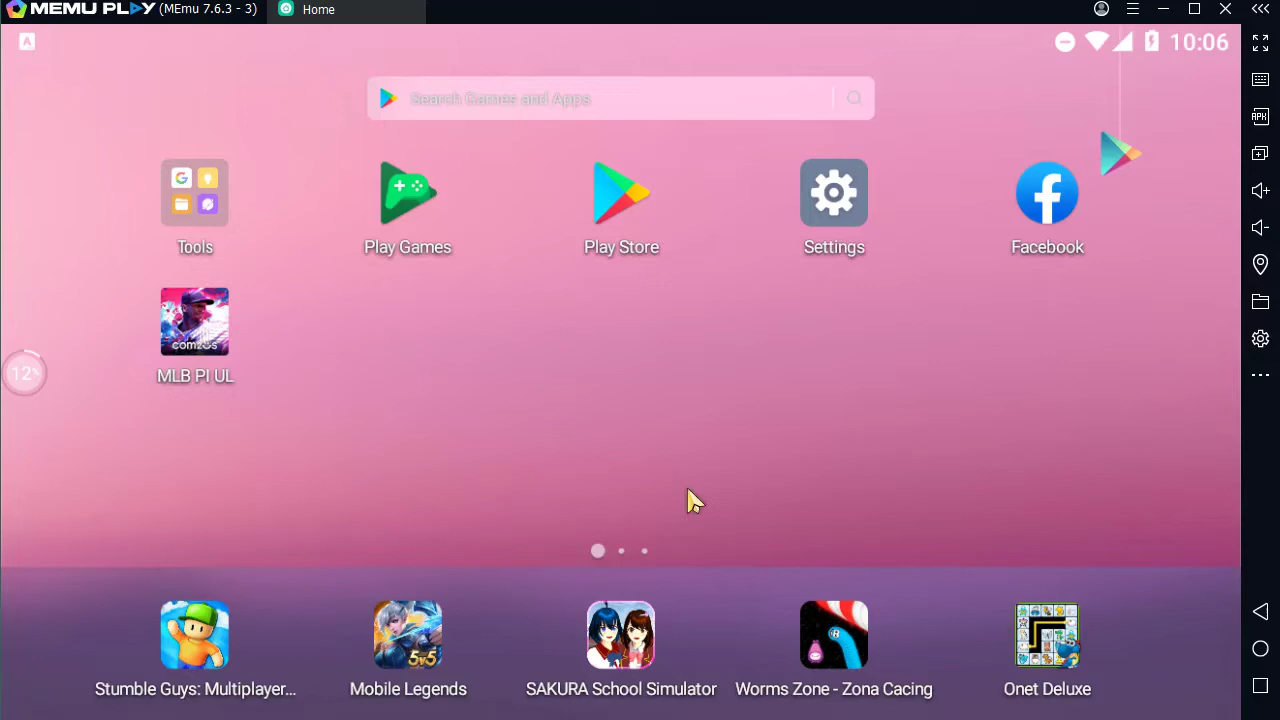 MEMU PLAY (MEmu 7.6.3 - 3) Home
A 10:06
Search Games and Apps
APK
Tools Play Games Play Store Settings Facebook
com2us
MLB PI UL
12%
5v5
Stumble Guys: Multiplayer... Mobile Legends SAKURA School Simulator Worms Zone - Zona Cacing Onet Deluxe